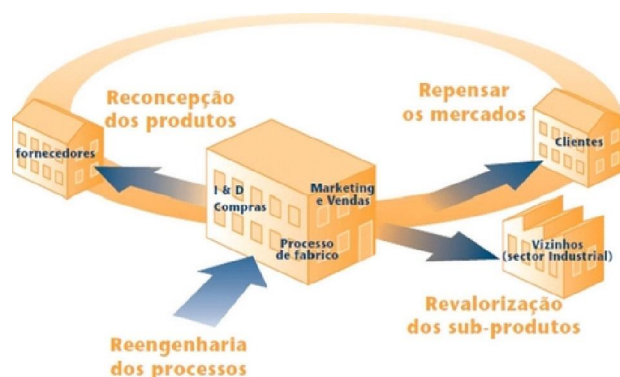 Reconcepção
dos produtos
Repensar
os mercados
fornecedores
Clientes
I & D
Compras
Marketing
e Vendas
Processo
de fabrico
Vizinhos
(sector Industrial)
Revalorização
dos sub-produtos
Reengenharia
dos processos